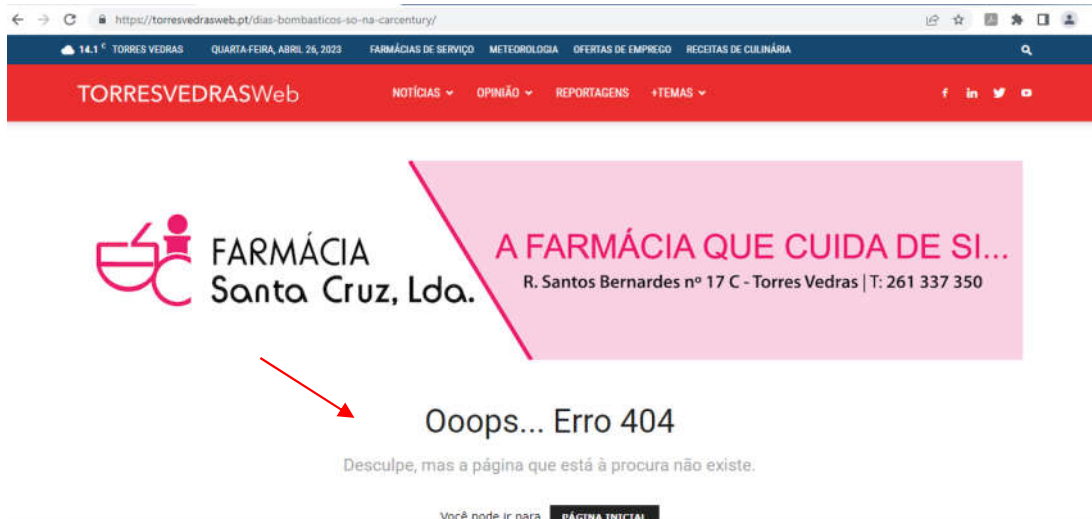 https://torresvedrasweb.pt/dias-bombasticos-so-na-carcentury/
14.1 C TORRES VEDRAS QUARTA-FEIRA, ABRIL 26, 2023 FARMÁCIAS DE SERVIÇO METEOROLOGIA OFERTAS DE EMPREGO RECEITAS DE CULINÁRIA
TORRESVEDRASWeb NOTÍCIAS OPINIÃO REPORTAGENS +TEMAS
FARMÁCIA
Santa Cruz, Lda.
A FARMÁCIA QUE CUIDA DE SI...
R. Santos Bernardes nº 17 C - Torres Vedras | T: 261 337 350
Ooops... Erro 404
Desculpe, mas a página que está à procura não existe.
Você pode ir para PÁGINA INICIAL